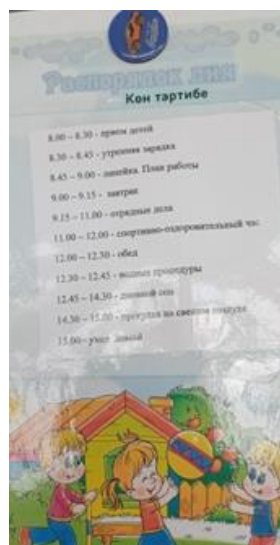 Распорядок дня
Көн тәртибе
8.00 – 8.30 - прием детей
8.30 – 8.45 - утренняя зарядка
8.45 – 9.00 - линейка. План работы
9.00 – 9.15 - завтрак
9.15 – 11.00 - отрядные дела
11.00 – 12.00 - спортивно-оздоровительный час
12.00 – 12.30 - обед
12.30 – 12.45 - водные процедуры
12.45 – 14.30 - дневной сон
14.30 – 15.00 - прогулка на свежем воздухе
15.00 - уход домой